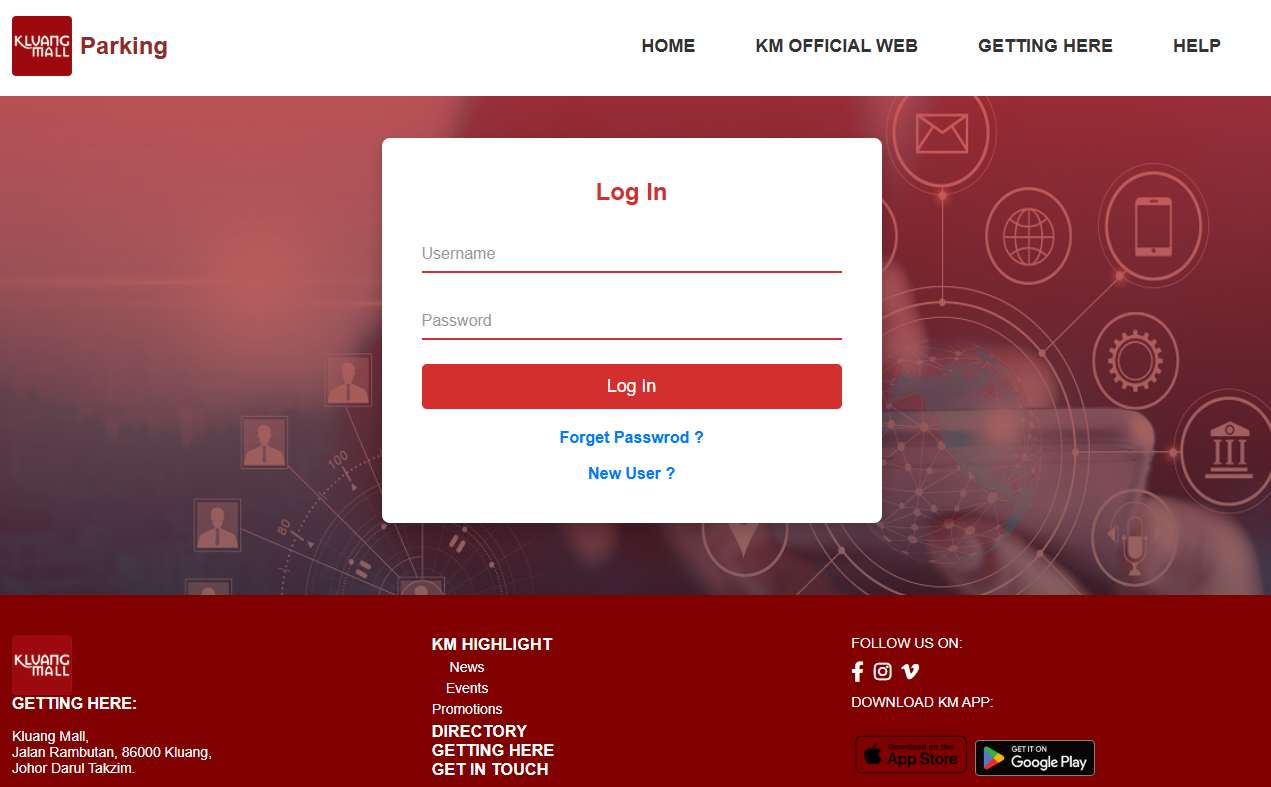 KLUANG
MALL
Parking
HOME
KM OFFICIAL WEB
GETTING HERE
HELP
Log In
Username
Password
Log In
Forget Passwrod ?
New User ?
100
80
KLUANG
MALL
GETTING HERE:
Kluang Mall,
Jalan Rambutan, 86000 Kluang,
Johor Darul Takzim.
KM HIGHLIGHT
News
Events
Promotions
DIRECTORY
GETTING HERE
GET IN TOUCH
FOLLOW US ON:
DOWNLOAD KM APP:
Download on the
App Store
GET IT ON
Google Play